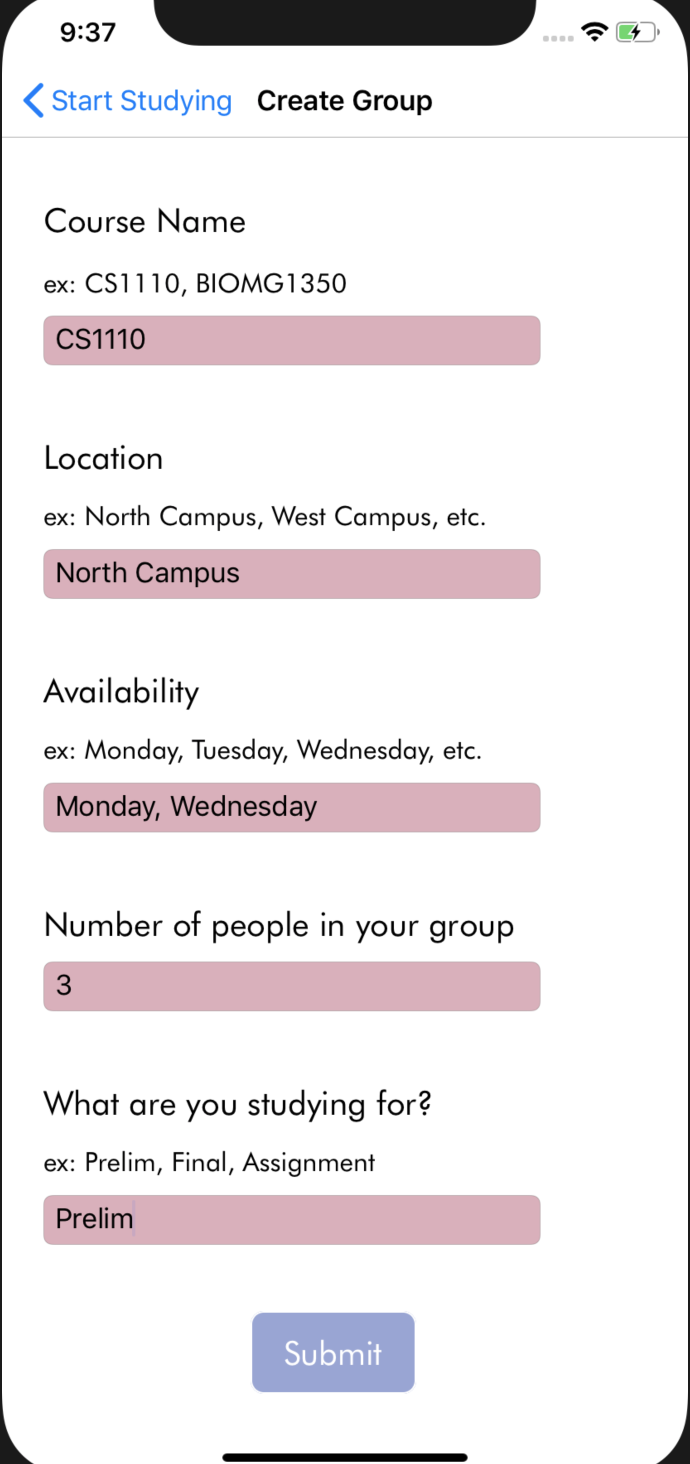 9:37
Start Studying Create Group
Course Name
ex: CS1110, BIOMG1350
CS1110
Location
ex: North Campus, West Campus, etc.
North Campus
Availability
ex: Monday, Tuesday, Wednesday, etc.
Monday, Wednesday
Number of people in your group
3
What are you studying for?
ex: Prelim, Final, Assignment
Prelim
Submit